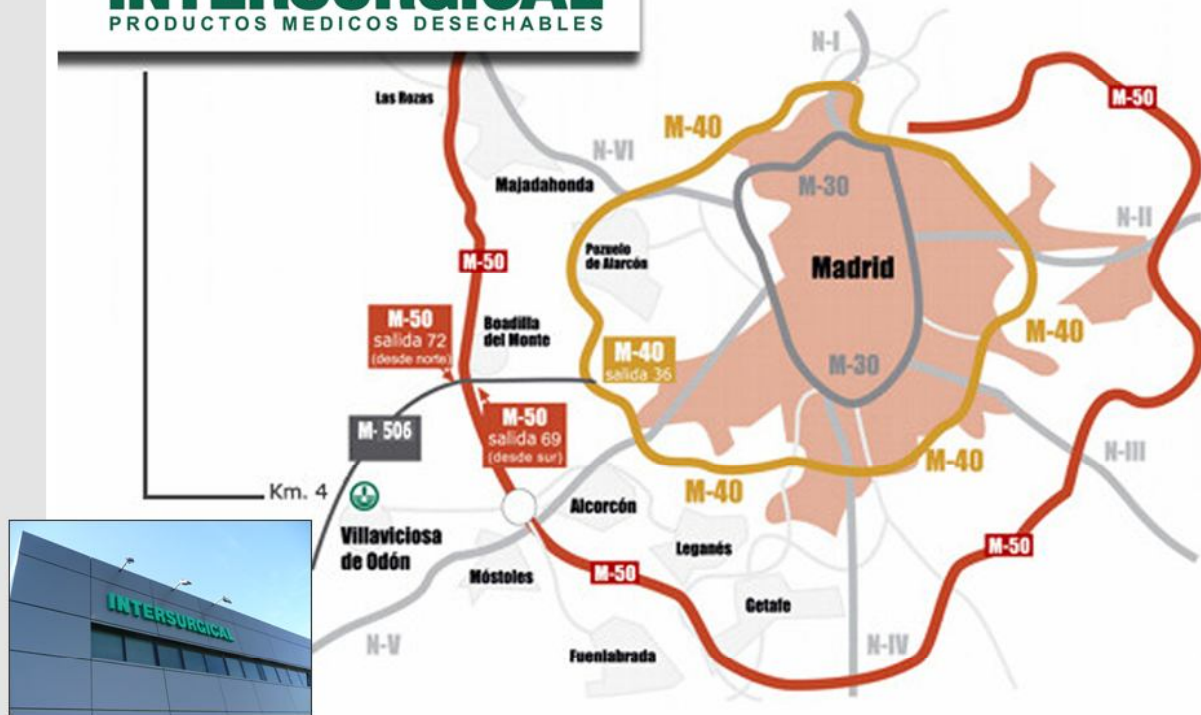 INTERSURGICAL
PRODUCTOS MEDICOS DESECHABLES
N-I
Las Rozas
M-50
M-40
N-VI
Majadahonda
M-30
N-II
Pozuelo
de Alarcón
M-50
Madrid
M-50
salida 72
(desde norte)
Boadilla
del Monte
M-40
M-40
salida 36
M-30
M-50
salida 69
(desde sur)
M- 506
N-III
M-40
M-40
Km. 4
Alcorcón
Villaviciosa
de Odón
Leganés
M-50
Móstoles
M-50
Getafe
INTERSURGICAL
N-V
N-IV
Fuenlabrada